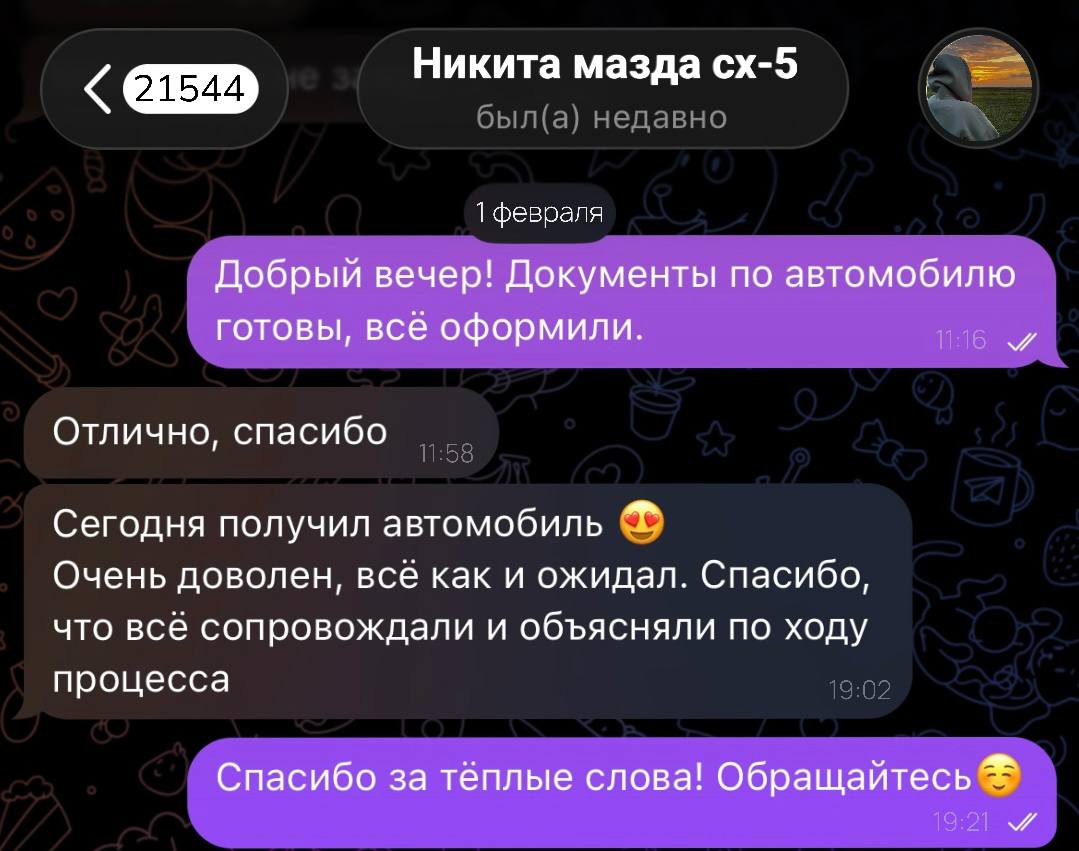 21544
Никита мазда сх-5
был(а) недавно
1 февраля
Добрый вечер! Документы по автомобилю
готовы, всё оформили.
11:16
Отлично, спасибо
11:58
Сегодня получил автомобиль 😍
Очень доволен, всё как и ожидал. Спасибо,
что всё сопровождали и объясняли по ходу
процесса
19:02
Спасибо за тёплые слова! Обращайтесь☺️
19:21